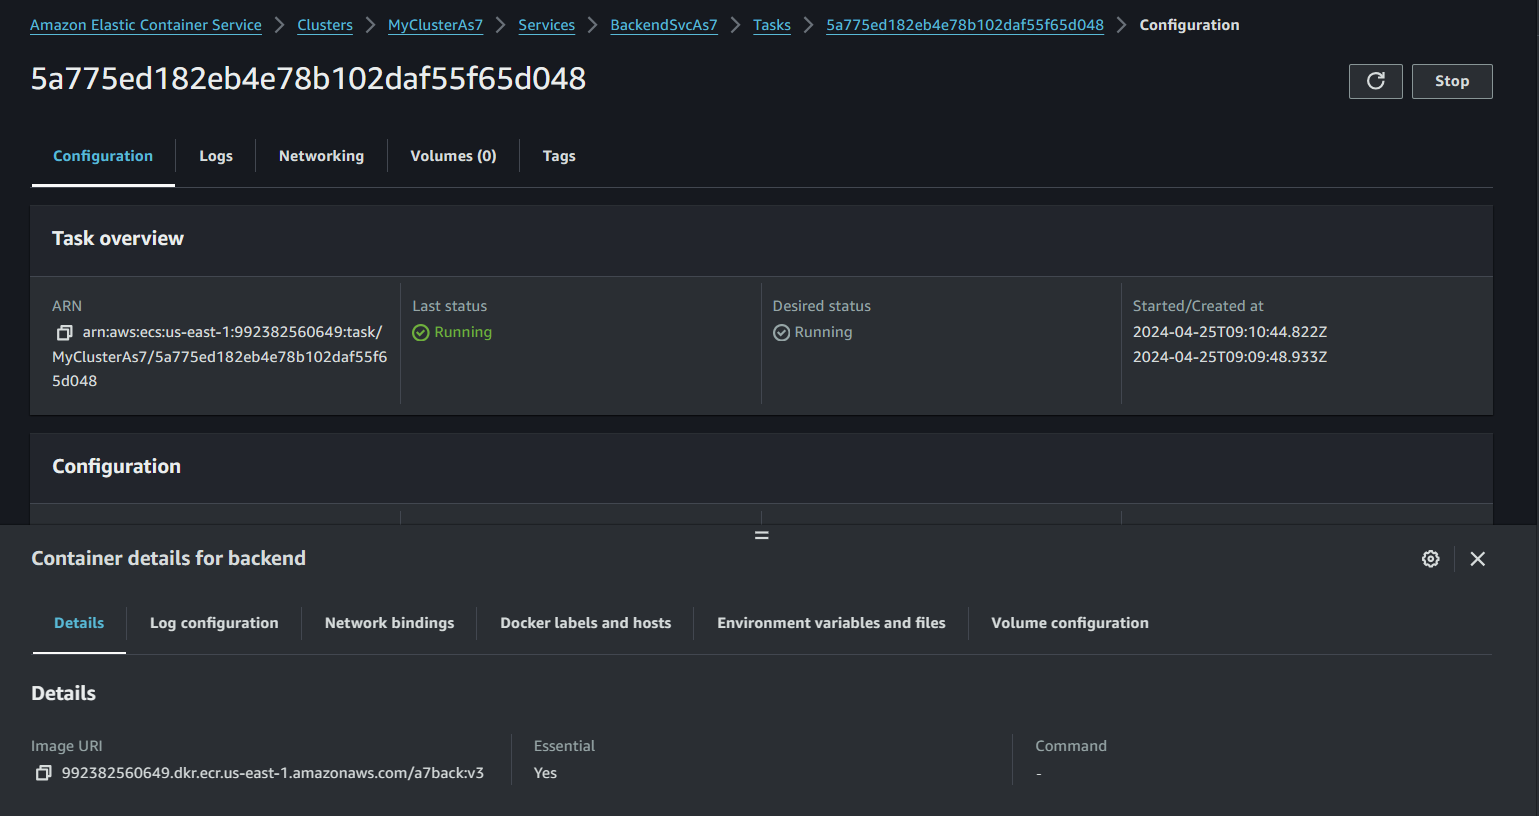 Amazon Elastic Container Service > Clusters > MyClusterAs7 > Services > BackendSvcAs7 > Tasks > 5a775ed182eb4e78b102daf55f65d048 > Configuration
5a775ed182eb4e78b102daf55f65d048
Stop
Configuration Logs Networking Volumes (0) Tags
Task overview
ARN
arn:aws:ecs:us-east-1:992382560649:task/
MyClusterAs7/5a775ed182eb4e78b102daf55f6
5d048
Last status
Running
Desired status
Running
Started/Created at
2024-04-25T09:10:44.822Z
2024-04-25T09:09:48.933Z
Configuration
Container details for backend
Details Log configuration Network bindings Docker labels and hosts Environment variables and files Volume configuration
Details
Image URI
992382560649.dkr.ecr.us-east-1.amazonaws.com/a7back:v3
Essential
Yes
Command
-